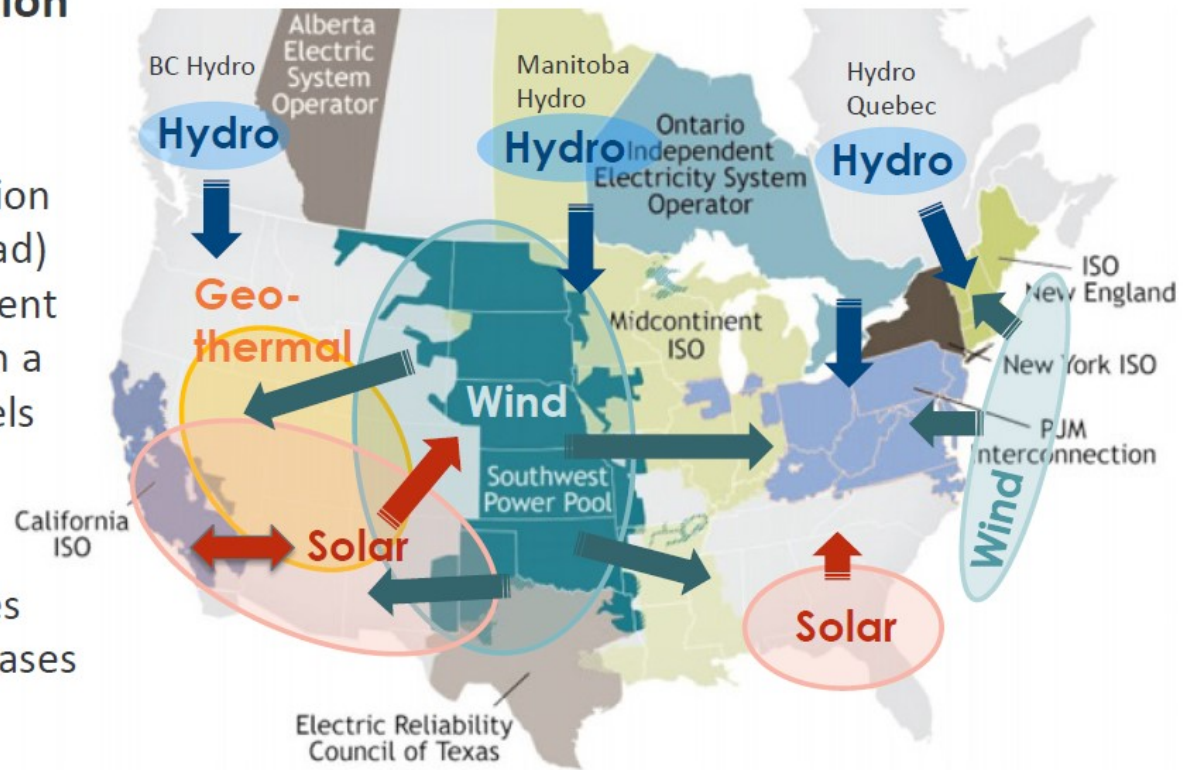 BC Hydro
Hydro
Alberta
Electric
System
Operator
Manitoba
Hydro
Hydro
Ontario
Independent
Electricity System
Operator
Hydro
Quebec
Hydro
Geo-
thermal
Midcontinent
ISO
ISO
New England
New York ISO
PJM
Interconnection
Wind
Wind
Southwest
Power Pool
California
ISO
Solar
Solar
Electric Reliability
Council of Texas